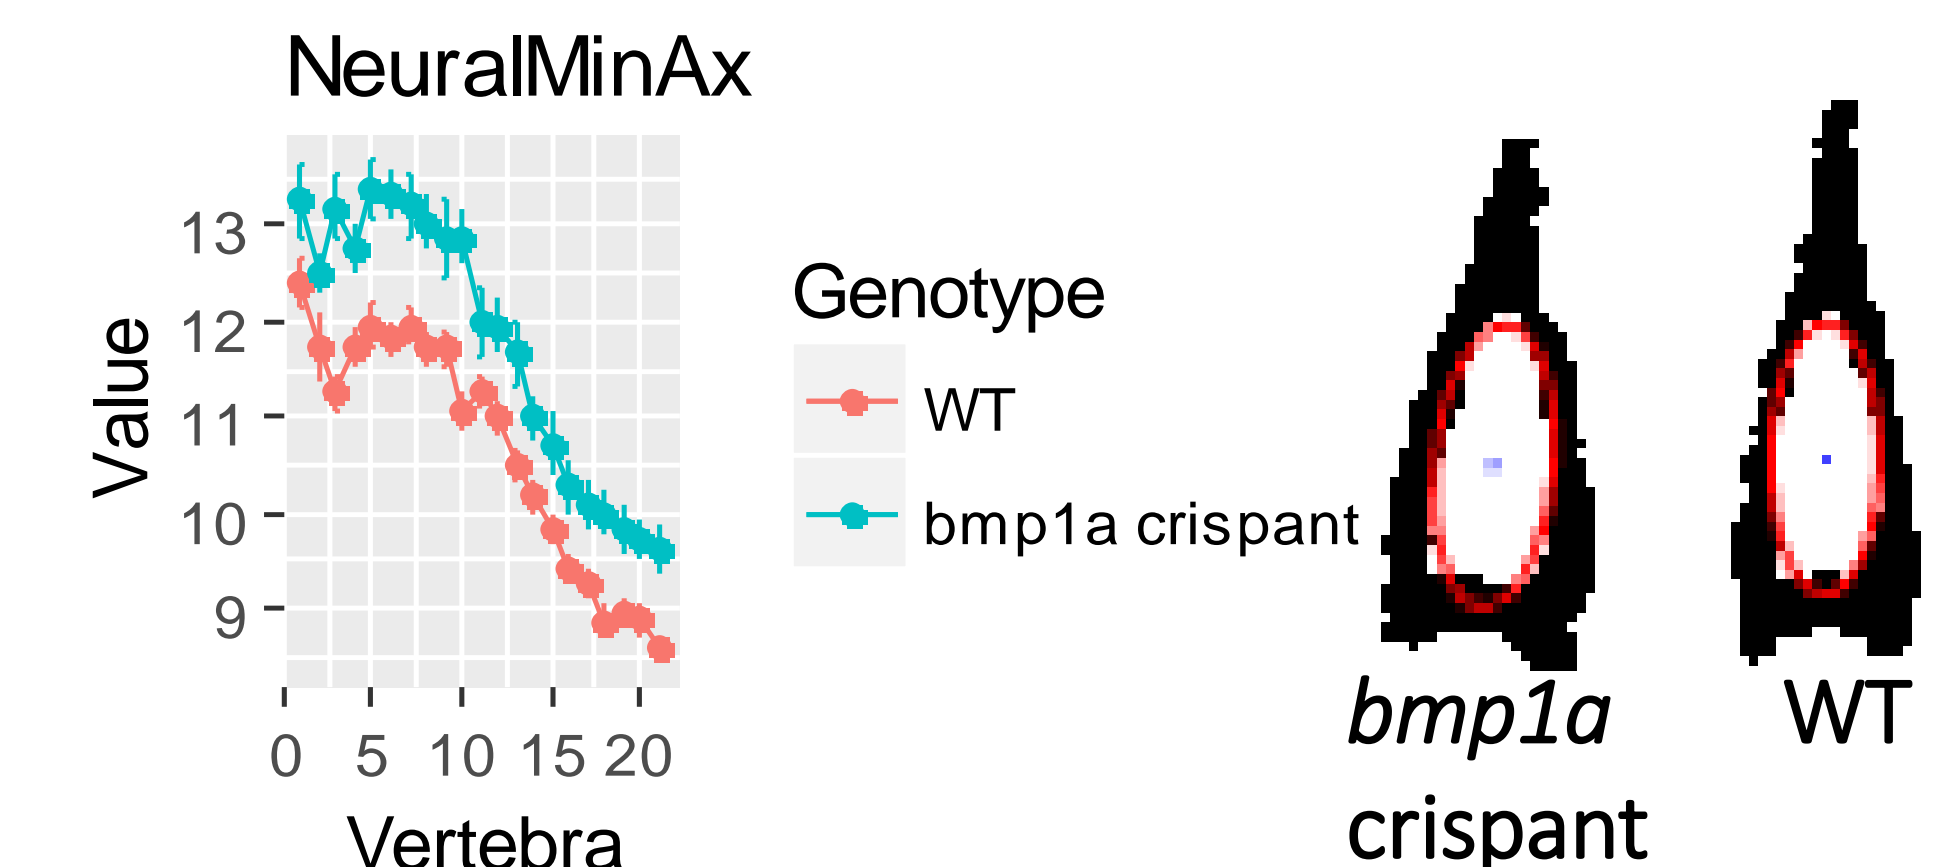 NeuralMinAx
13
12
11
10
9
Value
0 5 10 15 20
Vertebra
Genotype
WT
bmp1a crispant
bmp1a
crispant
WT